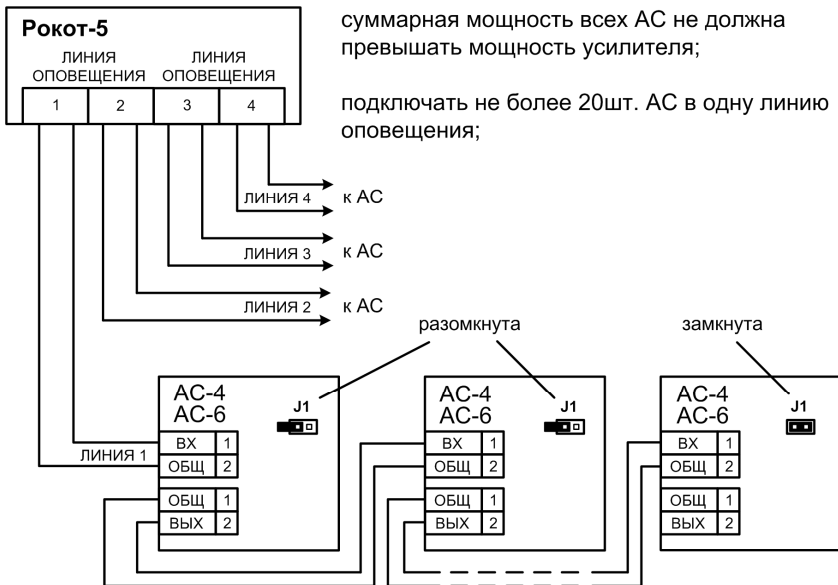 Рокот-5
ЛИНИЯ ОПОВЕЩЕНИЯ
ЛИНИЯ ОПОВЕЩЕНИЯ
1 2 3 4
суммарная мощность всех АС не должна
превышать мощность усилителя;
подключать не более 20шт. АС в одну линию
оповещения;
ЛИНИЯ 4 к АС
ЛИНИЯ 3 к АС
ЛИНИЯ 2 к АС
разомкнута
замкнута
ЛИНИЯ 1
АС-4
АС-6
J1
ВХ 1
ОБЩ 2
ОБЩ 1
ВЫХ 2
АС-4
АС-6
J1
ВХ 1
ОБЩ 2
ОБЩ 1
ВЫХ 2
АС-4
АС-6
J1
ВХ 1
ОБЩ 2
ОБЩ 1
ВЫХ 2